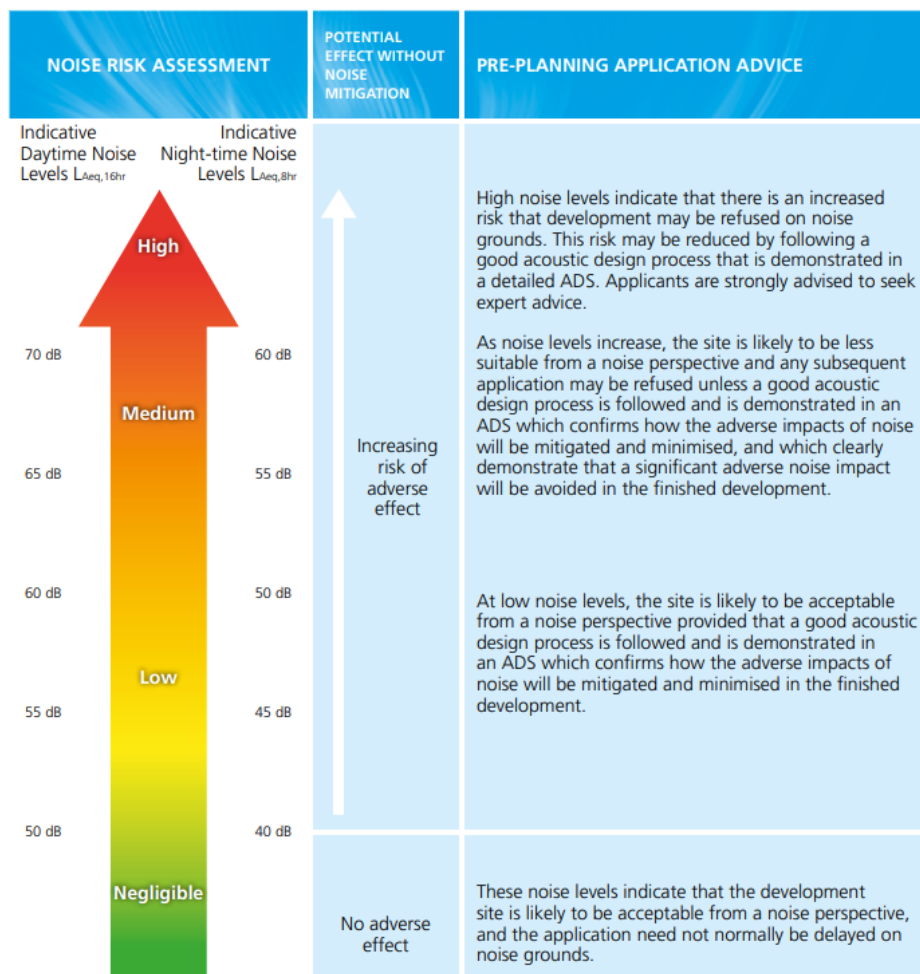 NOISE RISK ASSESSMENT
POTENTIAL
EFFECT WITHOUT
NOISE
MITIGATION
PRE-PLANNING APPLICATION ADVICE
Indicative
Daytime Noise
Levels LAeq,16hr
Indicative
Night-time Noise
Levels LAeq,8hr
High
70 dB
60 dB
Medium
65 dB
55 dB
60 dB
50 dB
Low
55 dB
45 dB
50 dB
40 dB
Negligible
Increasing
risk of
adverse
effect
No adverse
effect
High noise levels indicate that there is an increased
risk that development may be refused on noise
grounds. This risk may be reduced by following a
good acoustic design process that is demonstrated in
a detailed ADS. Applicants are strongly advised to seek
expert advice.
As noise levels increase, the site is likely to be less
suitable from a noise perspective and any subsequent
application may be refused unless a good acoustic
design process is followed and is demonstrated in an
ADS which confirms how the adverse impacts of noise
will be mitigated and minimised, and which clearly
demonstrate that a significant adverse noise impact
will be avoided in the finished development.
At low noise levels, the site is likely to be acceptable
from a noise perspective provided that a good acoustic
design process is followed and is demonstrated in
an ADS which confirms how the adverse impacts of
noise will be mitigated and minimised in the finished
development.
These noise levels indicate that the development
site is likely to be acceptable from a noise perspective,
and the application need not normally be delayed on
noise grounds.